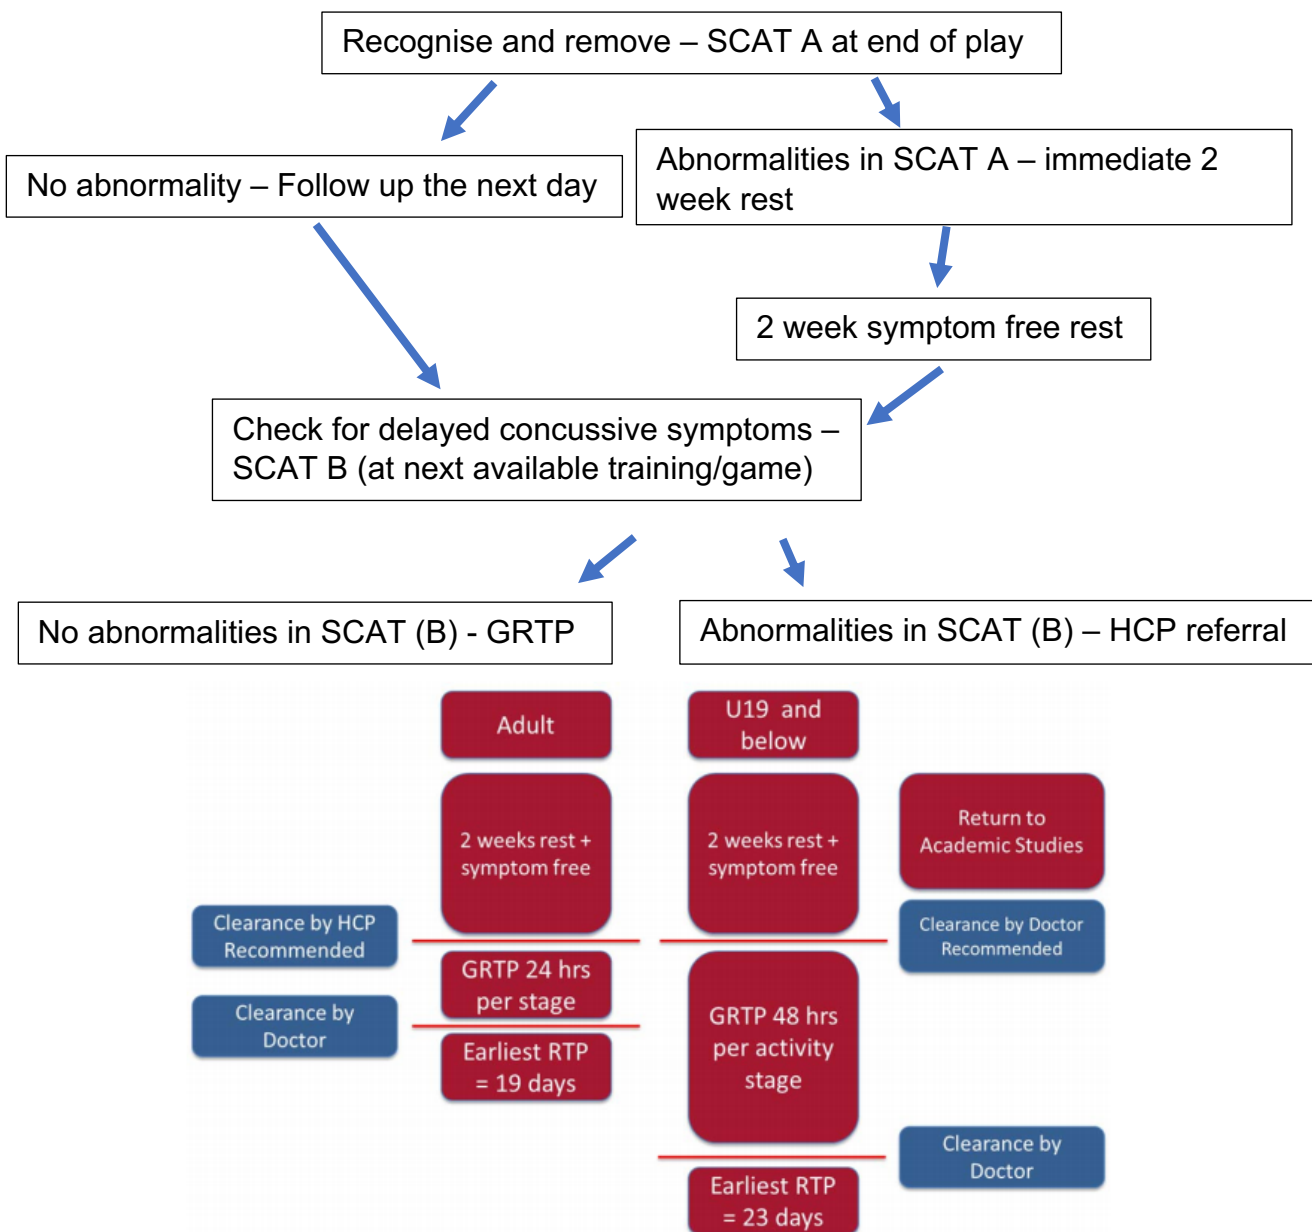 Recognise and remove – SCAT A at end of play
No abnormality – Follow up the next day
Abnormalities in SCAT A – immediate 2
week rest
2 week symptom free rest
Check for delayed concussive symptoms –
SCAT B (at next available training/game)
No abnormalities in SCAT (B) - GRTP
Abnormalities in SCAT (B) – HCP referral
Adult
U19 and
below
2 weeks rest +
symptom free
2 weeks rest +
symptom free
Return to
Academic Studies
Clearance by HCP
Recommended
Clearance by Doctor
Recommended
GRTP 24 hrs
per stage
GRTP 48 hrs
per activity
stage
Clearance by
Doctor
Earliest RTP
= 19 days
Clearance by
Doctor
Earliest RTP
= 23 days